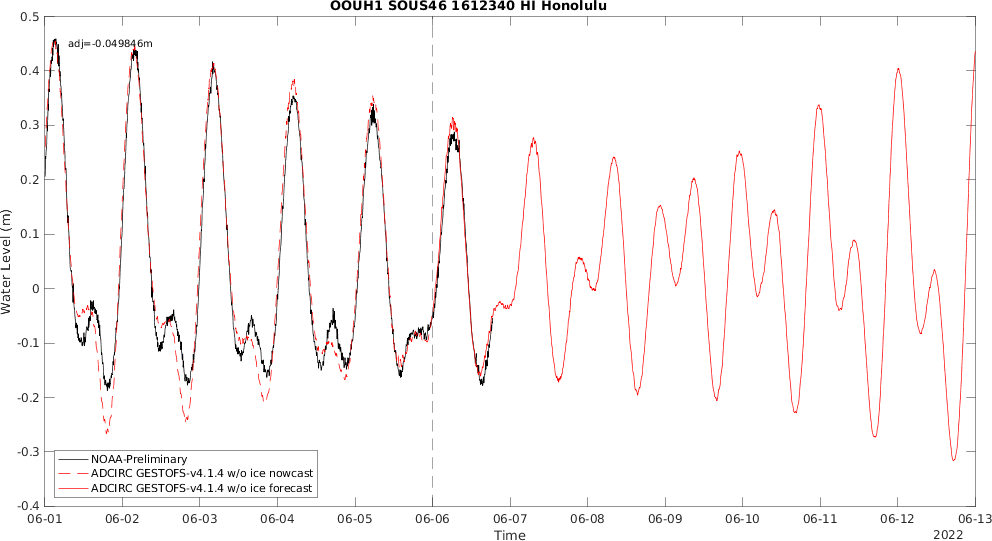 OOUH1 SOUS46 1612340 HI Honolulu
adj=-0.049846m
0.5
0.4
0.3
0.2
0.1
0
-0.1
-0.2
-0.3
-0.4
Water Level (m)
NOAA-Preliminary
ADCIRC GESTOFS-v4.1.4 w/o ice nowcast
ADCIRC GESTOFS-v4.1.4 w/o ice forecast
06-01 06-02 06-03 06-04 06-05 06-06 06-07 06-08 06-09 06-10 06-11 06-12 06-13
Time
2022